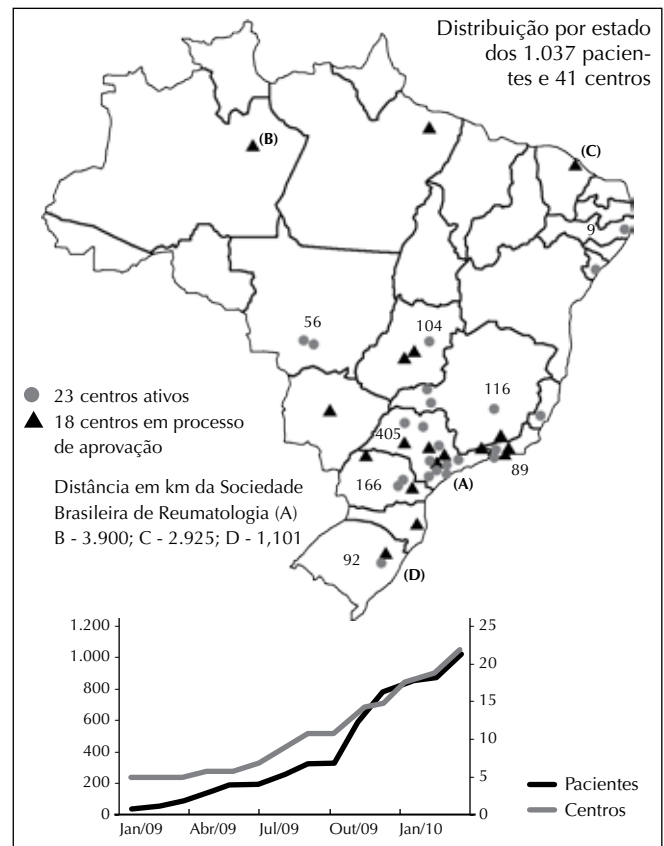 Distribuição por estado
dos 1.037 pacien-
tes e 41 centros
(B)
(C)
9
56
104
23 centros ativos
116
18 centros em processo
de aprovação
405
89
Distância em km da Sociedade
166
(A)
Brasileira de Reumatologia (A)
B - 3.900; C - 2.925; D - 1,101
92
(D)
1.200
25
1.000
20
800
15
600
10
400
5
200
0
0
Pacientes
Centros
Jan/09 Abr/09 Jul/09 Out/09 Jan/10